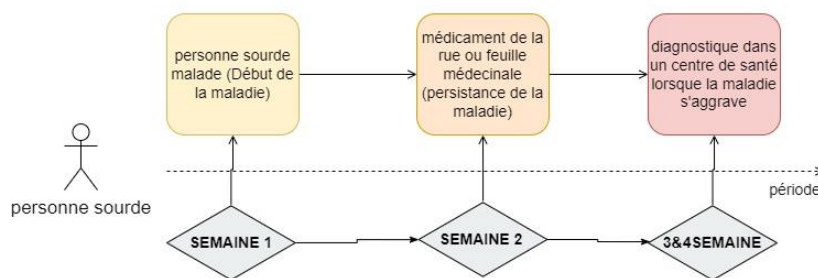 personne sourde
malade (Début de
la maladie)
médicament de la
rue ou feuille
médecinale
(persistance de la
maladie)
diagnostique dans
un centre de santé
lorsque la maladie
s'aggrave
période
personne sourde
SEMAINE 1
SEMAINE 2
3&4SEMAINE